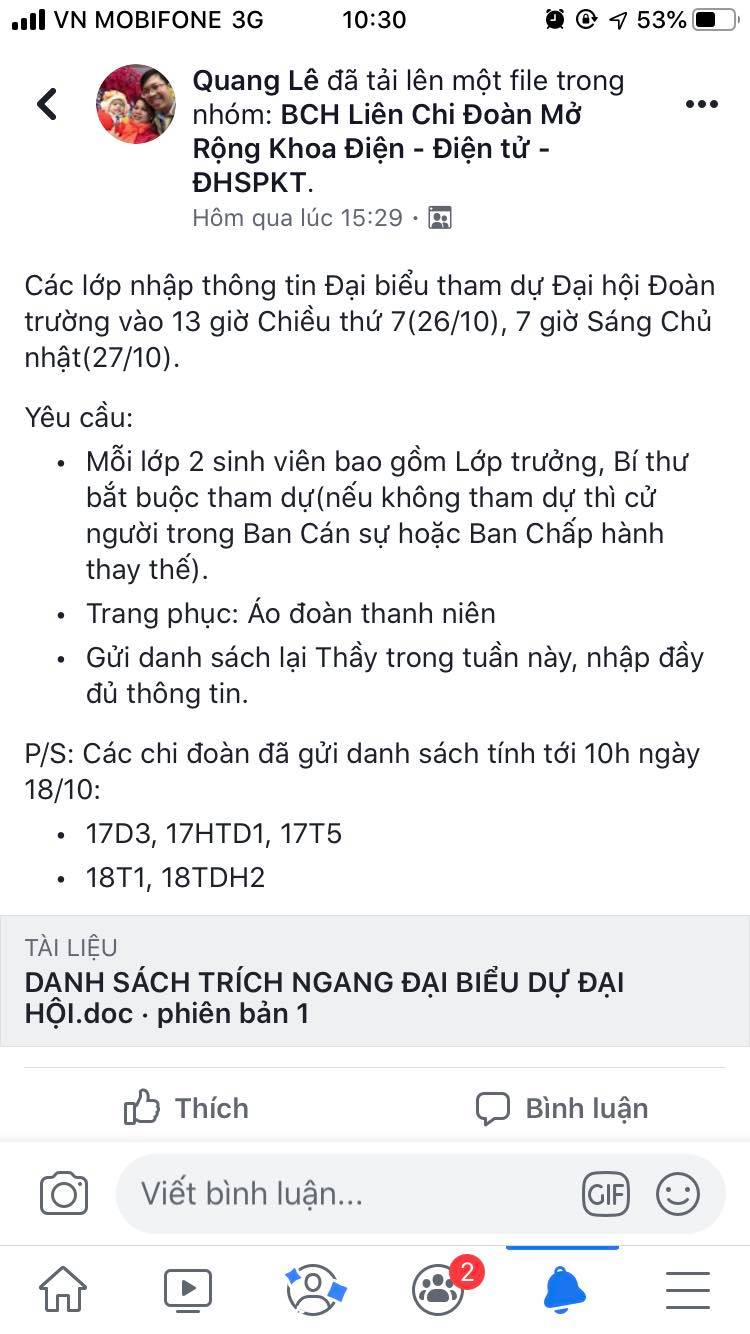 VN MOBIFONE 3G 10:30 53%
Quang Lê đã tải lên một file trong
nhóm: BCH Liên Chi Đoàn Mở
Rộng Khoa Điện - Điện tử -
ĐHSPKT.
Hôm qua lúc 15:29 ·
Các lớp nhập thông tin Đại biểu tham dự Đại hội Đoàn
trường vào 13 giờ Chiều thứ 7(26/10), 7 giờ Sáng Chủ
nhật(27/10).
Yêu cầu:
• Mỗi lớp 2 sinh viên bao gồm Lớp trưởng, Bí thư
bắt buộc tham dự(nếu không tham dự thì cử
người trong Ban Cán sự hoặc Ban Chấp hành
thay thế).
• Trang phục: Áo đoàn thanh niên
• Gửi danh sách lại Thầy trong tuần này, nhập đầy
đủ thông tin.
P/S: Các chi đoàn đã gửi danh sách tính tới 10h ngày
18/10:
• 17D3, 17HTD1, 17T5
• 18T1, 18TDH2
TÀI LIỆU
DANH SÁCH TRÍCH NGANG ĐẠI BIỂU DỰ ĐẠI
HỘI.doc · phiên bản 1
Thích Bình luận
Viết bình luận... GIF
2